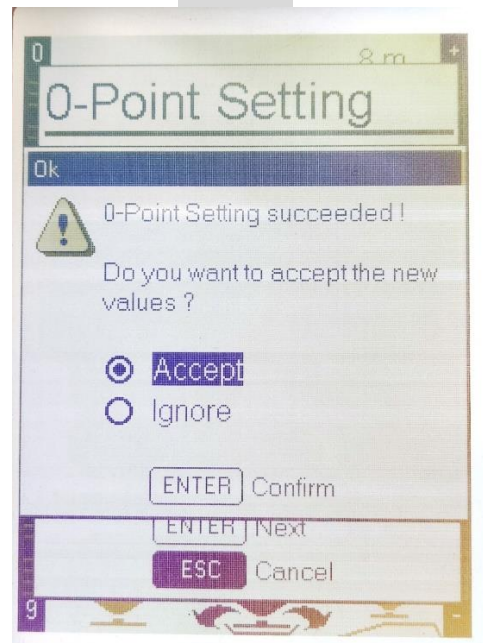 0
8 m
+
0-Point Setting
Ok
0-Point Setting succeeded !
Do you want to accept the new
values ?
Accept
Ignore
ENTER Confirm
ENTER Next
ESC Cancel
9
-